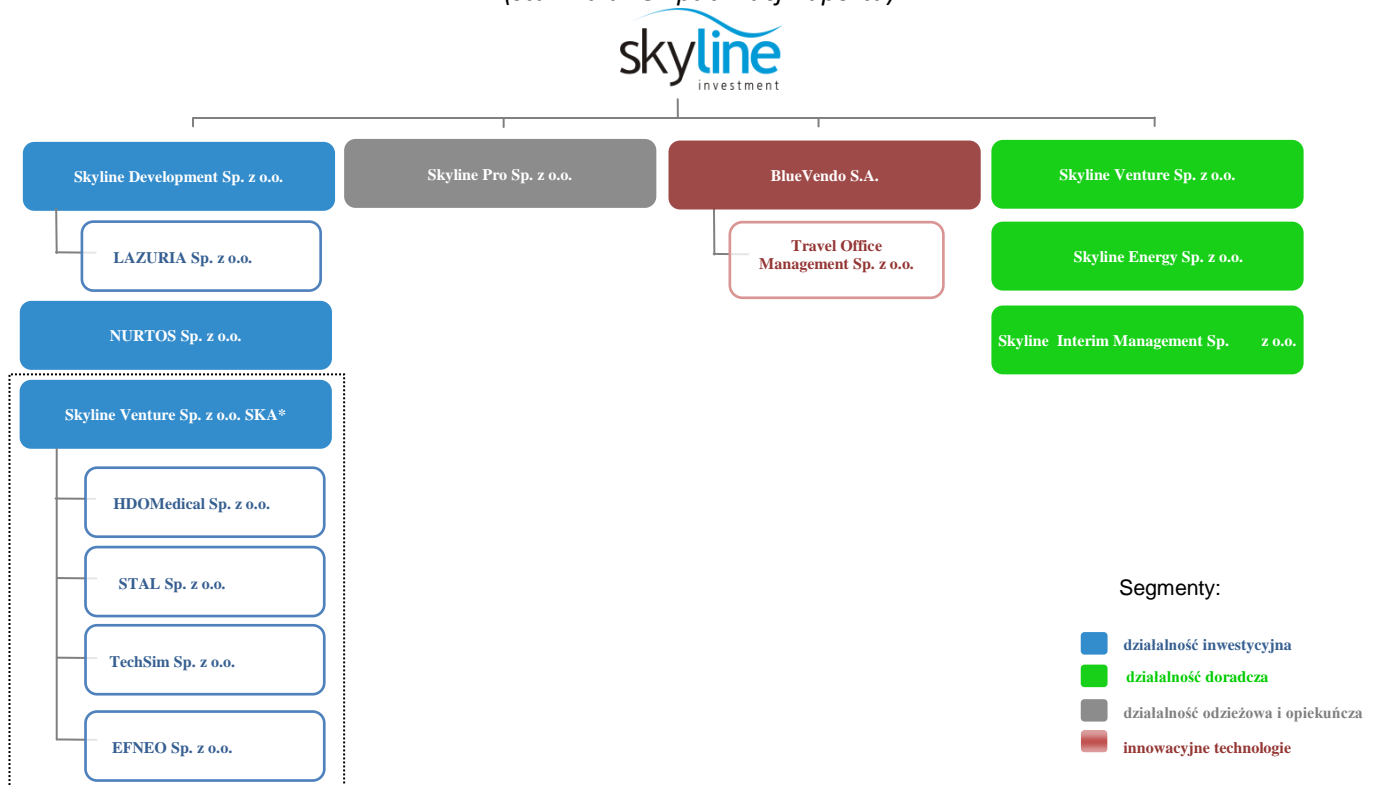 skyline
investment
Skyline Development Sp. z o.o.
Skyline Pro Sp. z o.o.
BlueVendo S.A.
Skyline Venture Sp. z o.o.
LAZURIA Sp. z o.o.
Travel Office
Management Sp. z o.o.
Skyline Energy Sp. z o.o.
NURTOS Sp. z o.o.
Skyline Interim Management Sp. z o.o.
Skyline Venture Sp. z o.o. SKA*
HDOMedical Sp. z o.o.
STAL Sp. z o.o.
TechSim Sp. z o.o.
EFNEO Sp. z o.o.
Segmenty:
działalność inwestycyjna
działalność doradcza
działalność odzieżowa i opiekuńcza
innowacyjne technologie